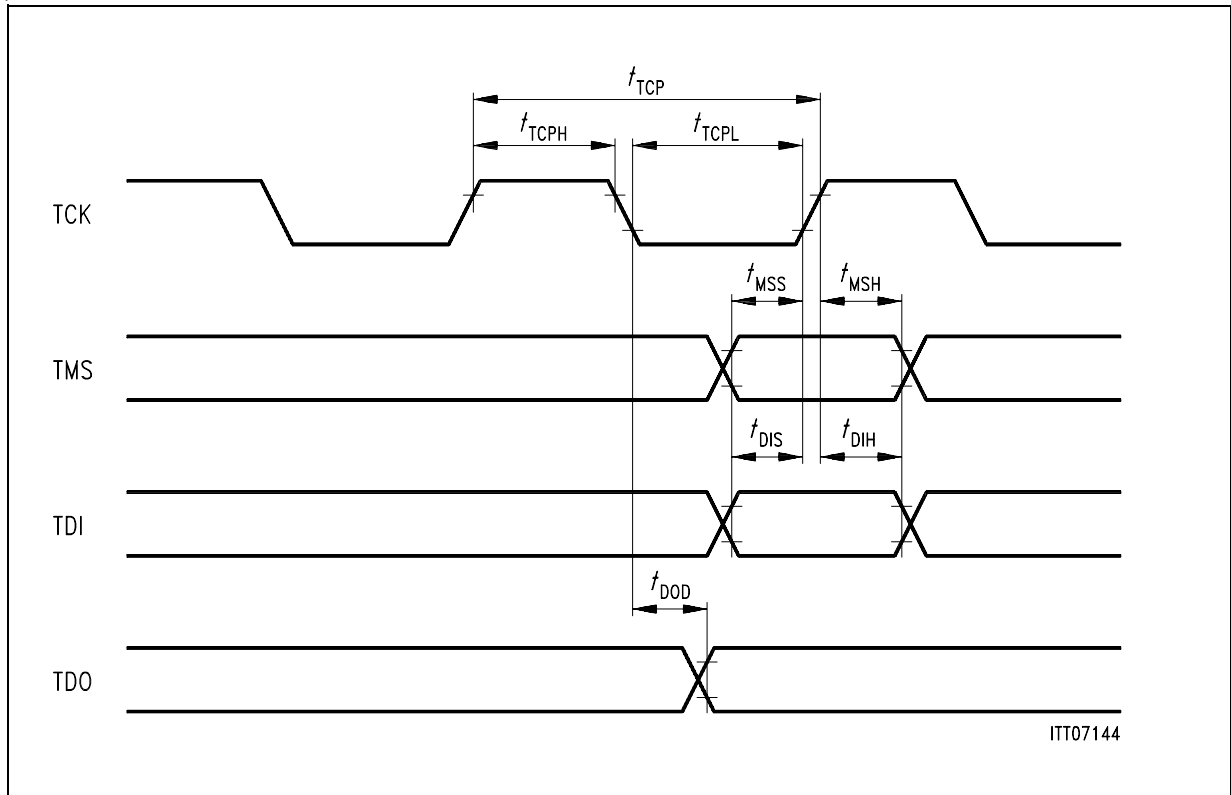 tTCP
tTCPH tTCPL
TCK
tMSS tMSH
TMS
tDIS tDIH
TDI
tDOD
TDO
ITT07144